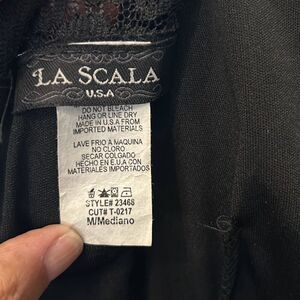 LA SCALA
U.S.A
DO NOT BLEACH
HANG OR LINE DRY
MADE IN U.S.A FROM
IMPORTED MATERIALS
LAVE FRIO A MAQUINA
NO CLORO
SECAR COLGADO
HECHO EN E.U.A CON
MATERIALES IMPORTADOS
STYLE# 23468
CUT# T-0217
M/Mediano